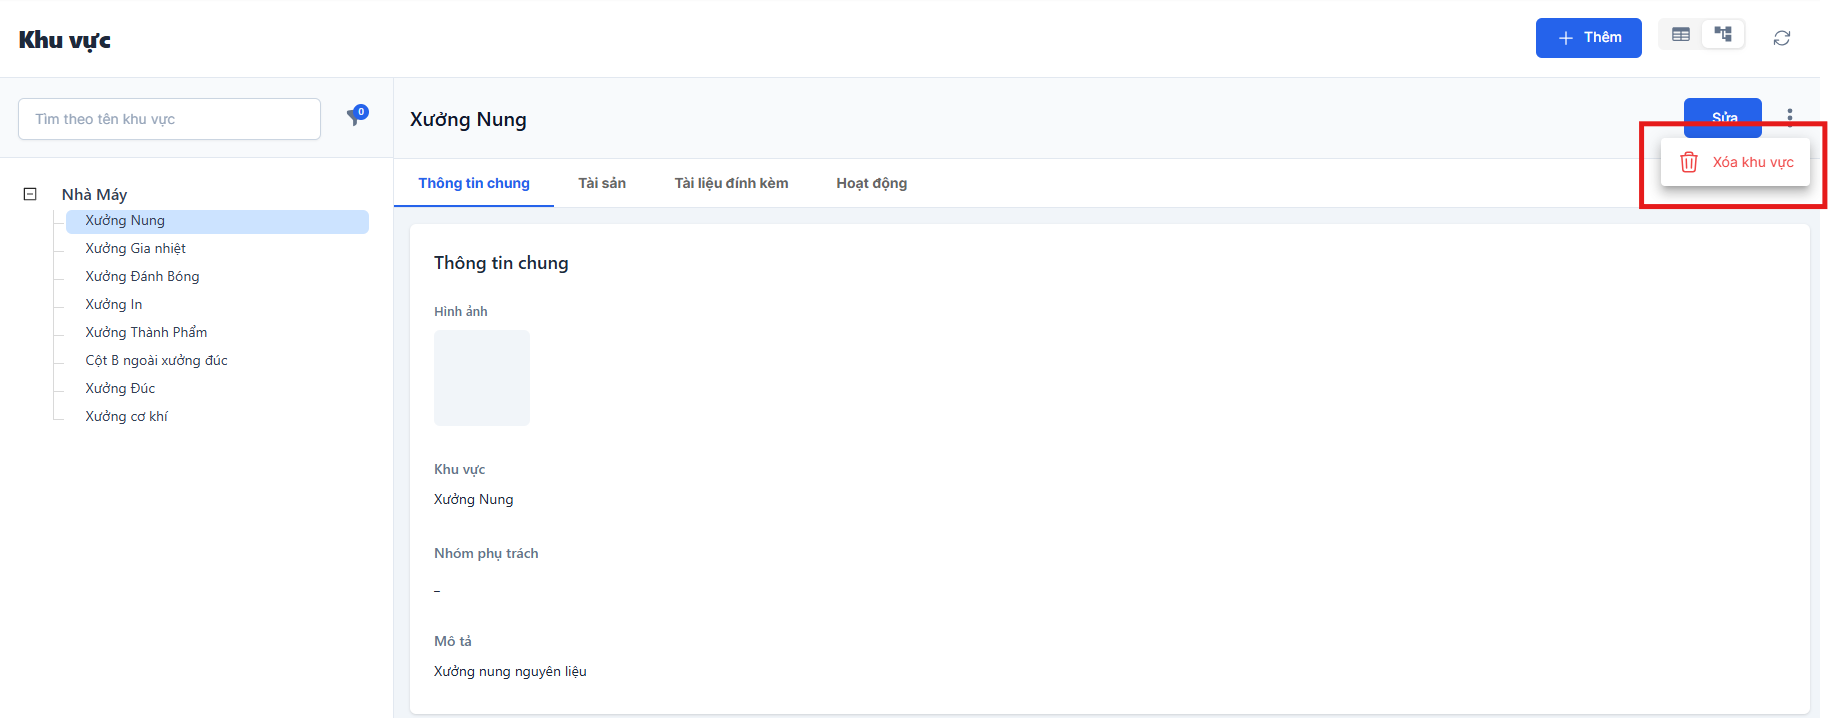 Khu vực
Thêm
Tìm theo tên khu vực
0
Xưởng Nung
Sửa
Xóa khu vực
Thông tin chung
Tài sản
Tài liệu đính kèm
Hoạt động
Nhà Máy
Xưởng Nung
Xưởng Gia nhiệt
Xưởng Đánh Bóng
Xưởng In
Xưởng Thành Phẩm
Cột B ngoài xưởng đúc
Xưởng Đúc
Xưởng cơ khí
Thông tin chung
Hình ảnh
Khu vực
Xưởng Nung
Nhóm phụ trách
–
Mô tả
Xưởng nung nguyên liệu